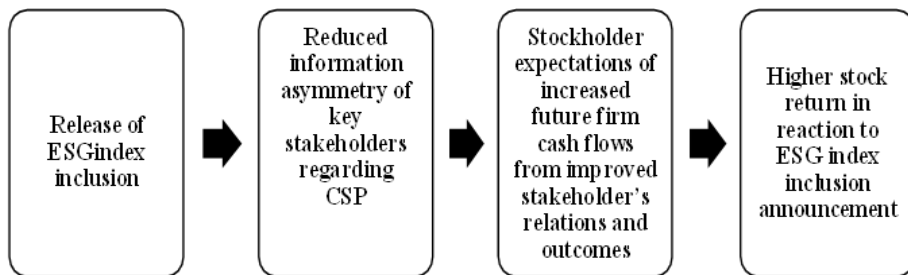 Release of
ESGindex
inclusion
Reduced
information
asymmetry of
key
stakeholders
regarding
CSP
Stockholder
expectations of
increased
future firm
cash flows
from improved
stakeholder's
relations and
outcomes
Higher stock
return in
reaction to
ESG index
inclusion
announcement